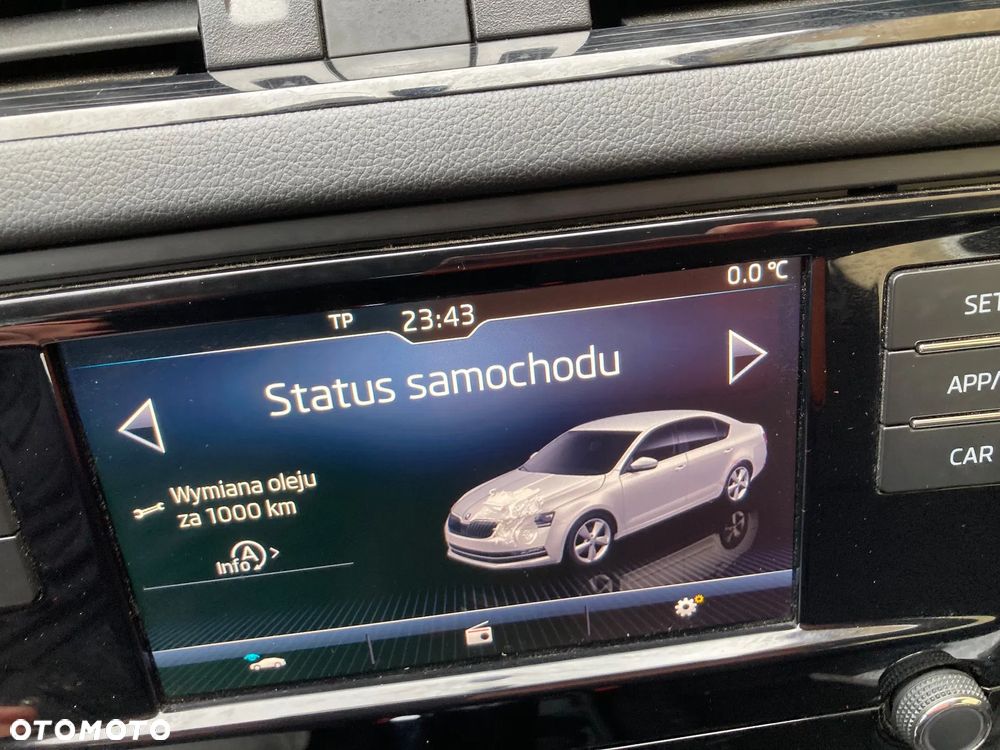 TP 23:43 0.0 °C
Status samochodu
Wymiana oleju
za 1000 km
A
Info
SET
APP/
CAR
OTOMOTO